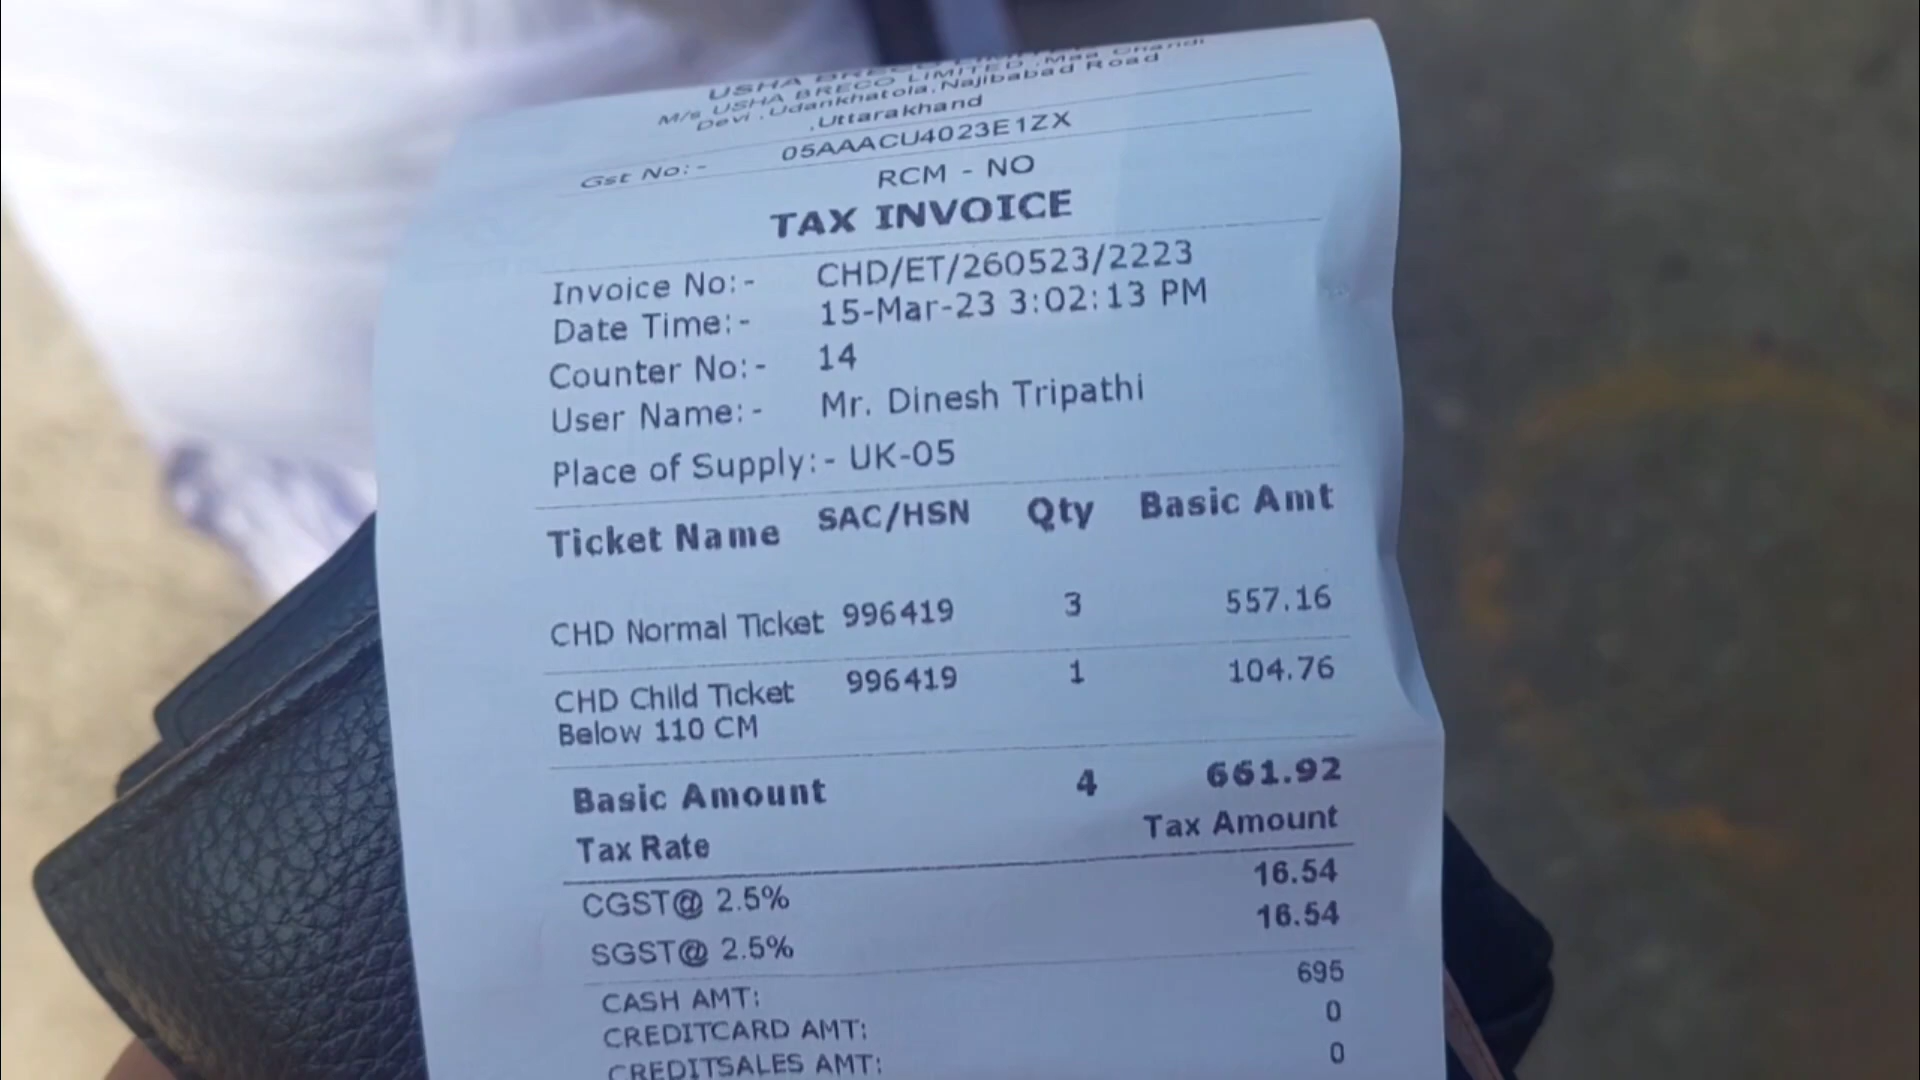 USHA BRECO LIMITED
M/s USHA BRECO LIMITED ,Maa Chandi
Devi ,Udankhatola,Najibabad Road
,Uttarakhand
Gst No:- 05AAACU4023E1ZX
RCM - NO
TAX INVOICE
Invoice No:- CHD/ET/260523/2223
Date Time:- 15-Mar-23 3:02:13 PM
Counter No:- 14
User Name:- Mr. Dinesh Tripathi
Place of Supply:- UK-05
Ticket Name SAC/HSN Qty Basic Amt
CHD Normal Ticket 996419 3 557.16
CHD Child Ticket 996419 1 104.76
Below 110 CM
Basic Amount 4 661.92
Tax Rate Tax Amount
CGST@ 2.5% 16.54
SGST@ 2.5% 16.54
CASH AMT: 695
CREDITCARD AMT: 0
CREDITSALES AMT: 0